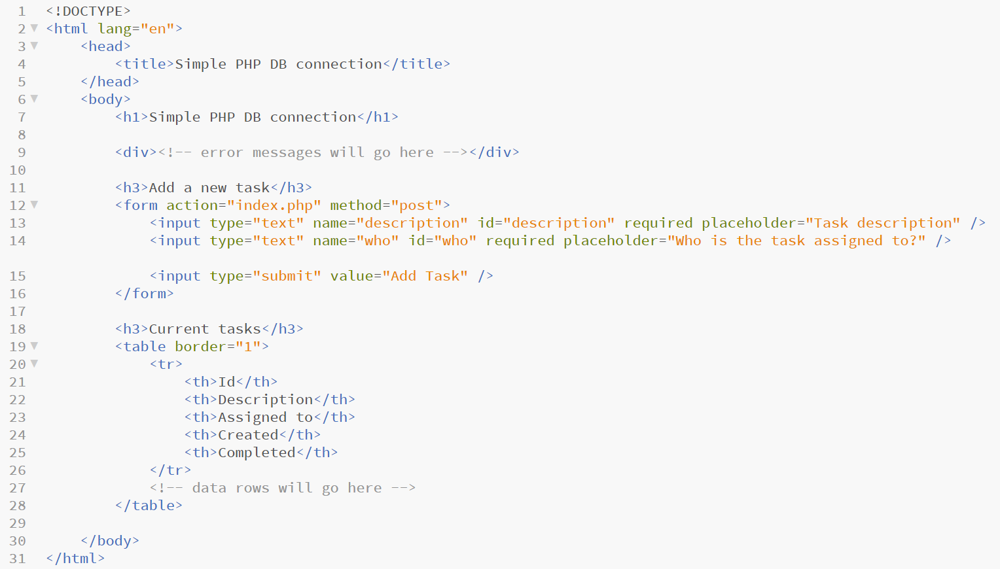 1 <!DOCTYPE>
2 <html lang="en">
3 <head>
4 <title>Simple PHP DB connection</title>
5 </head>
6 <body>
7 <h1>Simple PHP DB connection</h1>
8
9 <div><!-- error messages will go here --></div>
10
11 <h3>Add a new task</h3>
12 <form action="index.php" method="post">
13 <input type="text" name="description" id="description" required placeholder="Task description" />
14 <input type="text" name="who" id="who" required placeholder="Who is the task assigned to?" />
15 <input type="submit" value="Add Task" />
16 </form>
17
18 <h3>Current tasks</h3>
19 <table border="1">
20 <tr>
21 <th>Id</th>
22 <th>Description</th>
23 <th>Assigned to</th>
24 <th>Created</th>
25 <th>Completed</th>
26 </tr>
27 <!-- data rows will go here -->
28 </table>
29
30 </body>
31 </html>